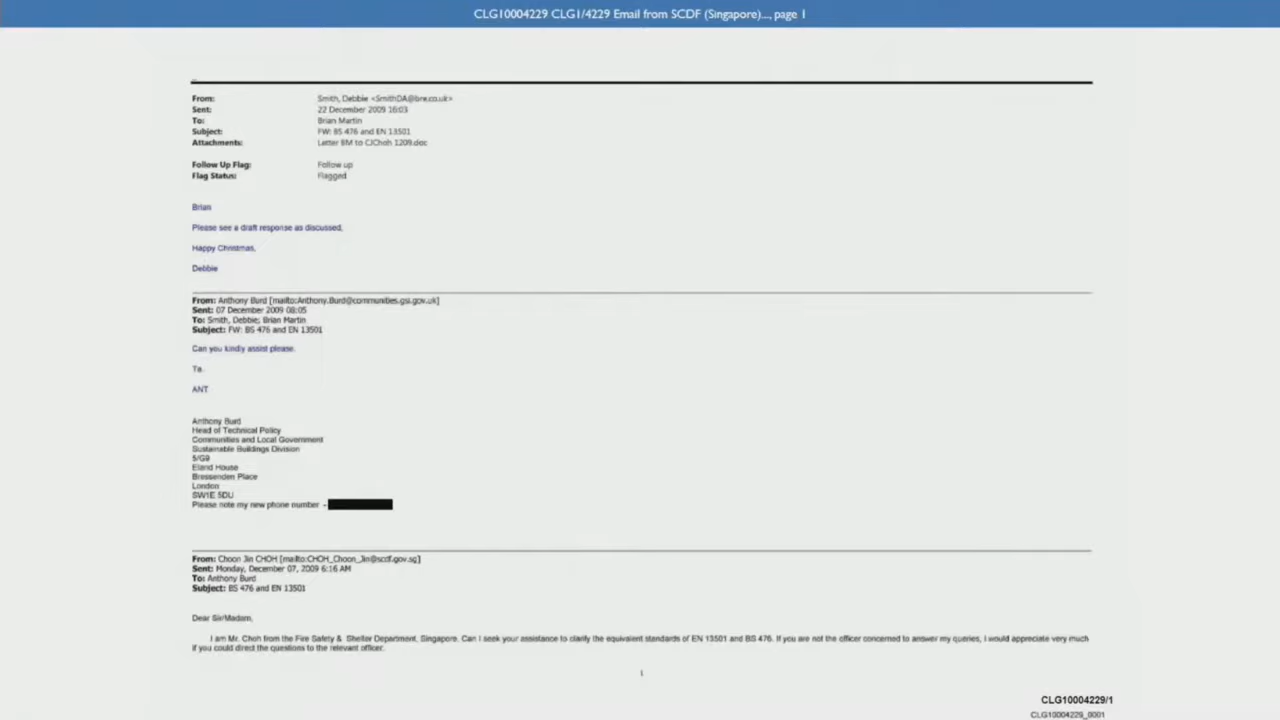 CLG10004229 CLG1/4229 Email from SCDF (Singapore)..., page 1
From: Smith, Debbie <SmithDA@bre.co.uk>
Sent: 22 December 2009 16:03
To: Brian Martin
Subject: FW: BS 476 and EN 13501
Attachments: Letter BM to CJChoh 1209.doc
Follow Up Flag: Follow up
Flag Status: Flagged
Brian
Please see a draft response as discussed,
Happy Christmas,
Debbie
From: Anthony Burd [mailto:Anthony.Burd@communities.gsi.gov.uk]
Sent: 07 December 2009 08:05
To: Smith, Debbie; Brian Martin
Subject: FW: BS 476 and EN 13501
Can you kindly assist please.
Ta.
ANT
Anthony Burd
Head of Technical Policy
Communities and Local Government
Sustainable Buildings Division
5/G9
Eland House
Bressenden Place
London
SW1E 5DU
Please note my new phone number -
From: Choon Jin CHOH [mailto:CHOH_Choon_Jin@scdf.gov.sg]
Sent: Monday, December 07, 2009 6:16 AM
To: Anthony Burd
Subject: BS 476 and EN 13501
Dear Sir/Madam,
I am Mr. Choh from the Fire Safety & Shelter Department, Singapore. Can I seek your assistance to clarify the equivalent standards of EN 13501 and BS 476. If you are not the officer concerned to answer my queries, I would appreciate very much
if you could direct the questions to the relevant officer.
1
CLG10004229/1
CLG10004229_0001